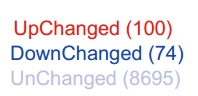 UpChanged (100)
DownChanged (74)
UnChanged (8695)